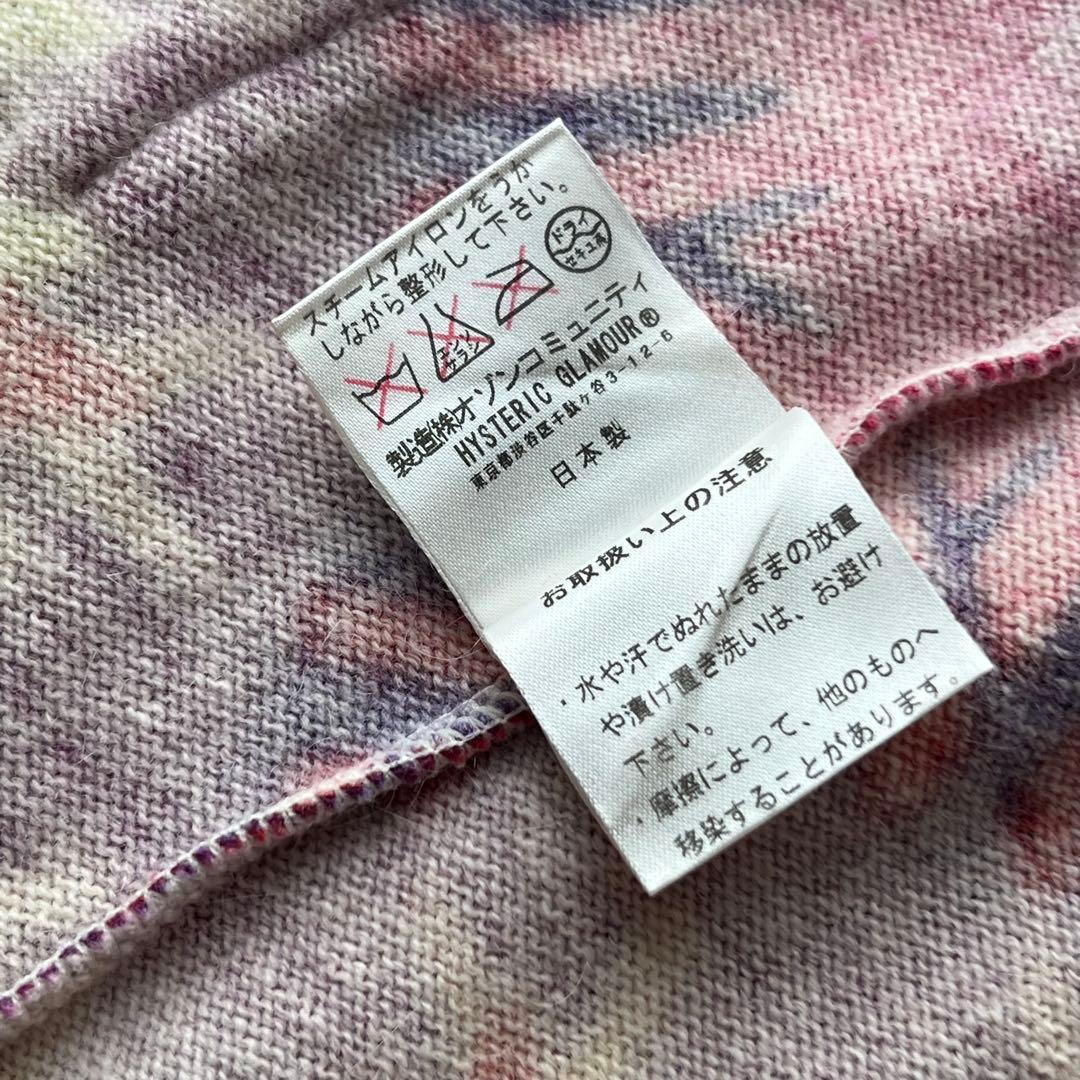 スチームアイロンをうか
しながら整形して下さい。
エンソ
サラシ
ドライ
セキユ系
製造(株)オゾンコミュニティ
HYSTERIC GLAMOUR®
東京都渋谷区千駄ヶ谷3-12-6
日本製
お取扱い上の注意
・水や汗でぬれたままの放置
や漬け置き洗いは、お避け
下さい。
・摩擦によって、他のものへ
移染することがあります。